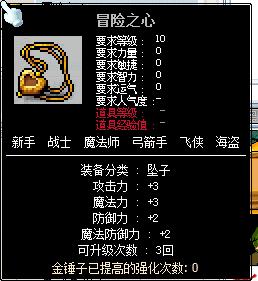 冒险之心
要求等级： 10
要求力量： 0
要求敏捷： 0
要求智力： 0
要求运气： 0
要求人气度： -
道具等级： -
道具经验值： -
新手 战士 魔法师 弓箭手 飞侠 海盗
装备分类 : 坠子
攻击力 : +3
魔法力 : +3
防御力 : +2
魔法防御力 : +2
可升级次数 : 3回
金锤子已提高的强化次数: 0